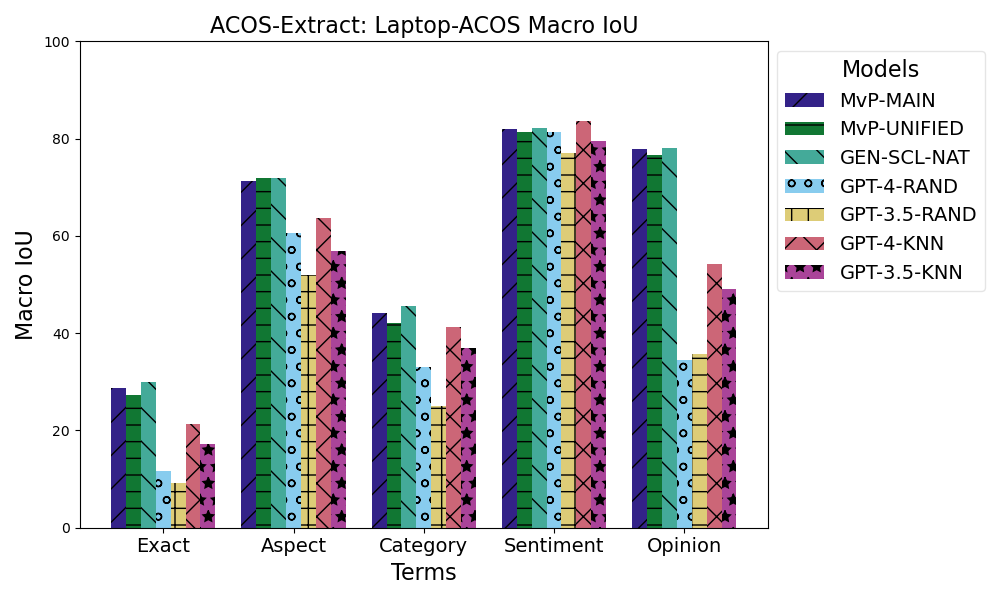 ACOS-Extract: Laptop-ACOS Macro IoU
Macro IoU
100
80
60
40
20
0
Exact
Aspect
Category
Sentiment
Opinion
Terms
Models
MvP-MAIN
MvP-UNIFIED
GEN-SCL-NAT
GPT-4-RAND
GPT-3.5-RAND
GPT-4-KNN
GPT-3.5-KNN